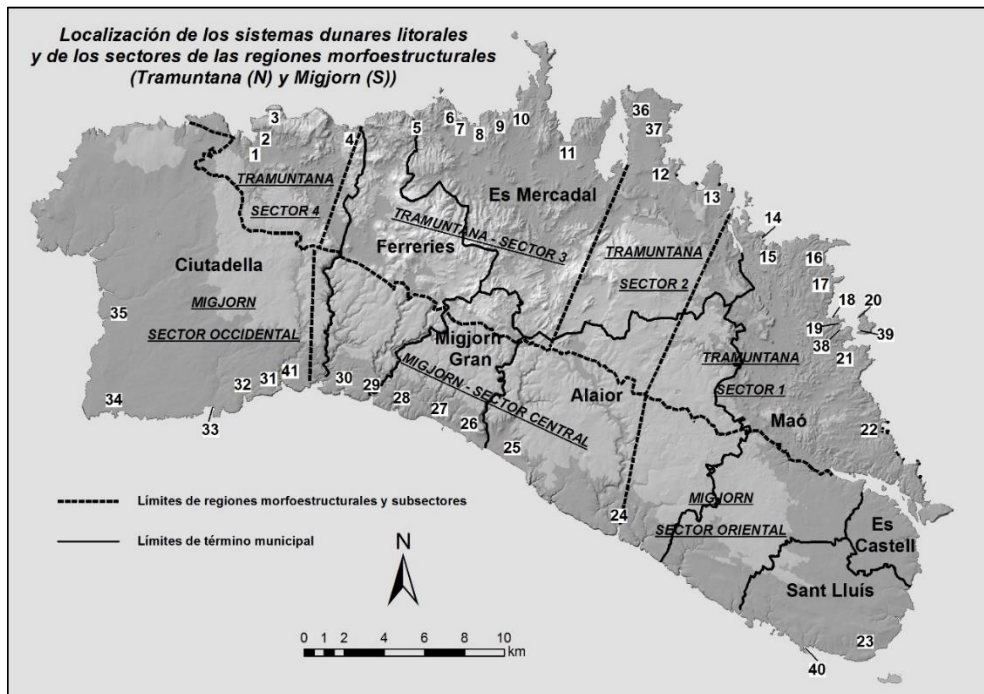 Localización de los sistemas dunares litorales
y de los sectores de las regiones morfoestructurales
(Tramuntana (N) y Migjorn (S))
3
6
36
2
7
8
9
10
37
1
4
5
11
12
TRAMUNTANA
SECTOR 4
Es Mercadal
13
TRAMUNTANA - SECTOR 3
Ferreries
14
TRAMUNTANA
SECTOR 2
15
16
Ciutadella
17
MIGJORN
SECTOR OCCIDENTAL
35
18
20
19
38
39
21
Migjorn
Gran
TRAMUNTANA
SECTOR 1
MIGJORN - SECTOR CENTRAL
Alaior
Maó
34
33
32
31
41
30
29
28
27
26
25
22
24
Límites de regiones morfoestructurales y subsectores
MIGJORN
SECTOR ORIENTAL
Límites de término municipal
Es
Castell
N
Sant Lluís
0 1 2 4 6 8 10
km
23
40